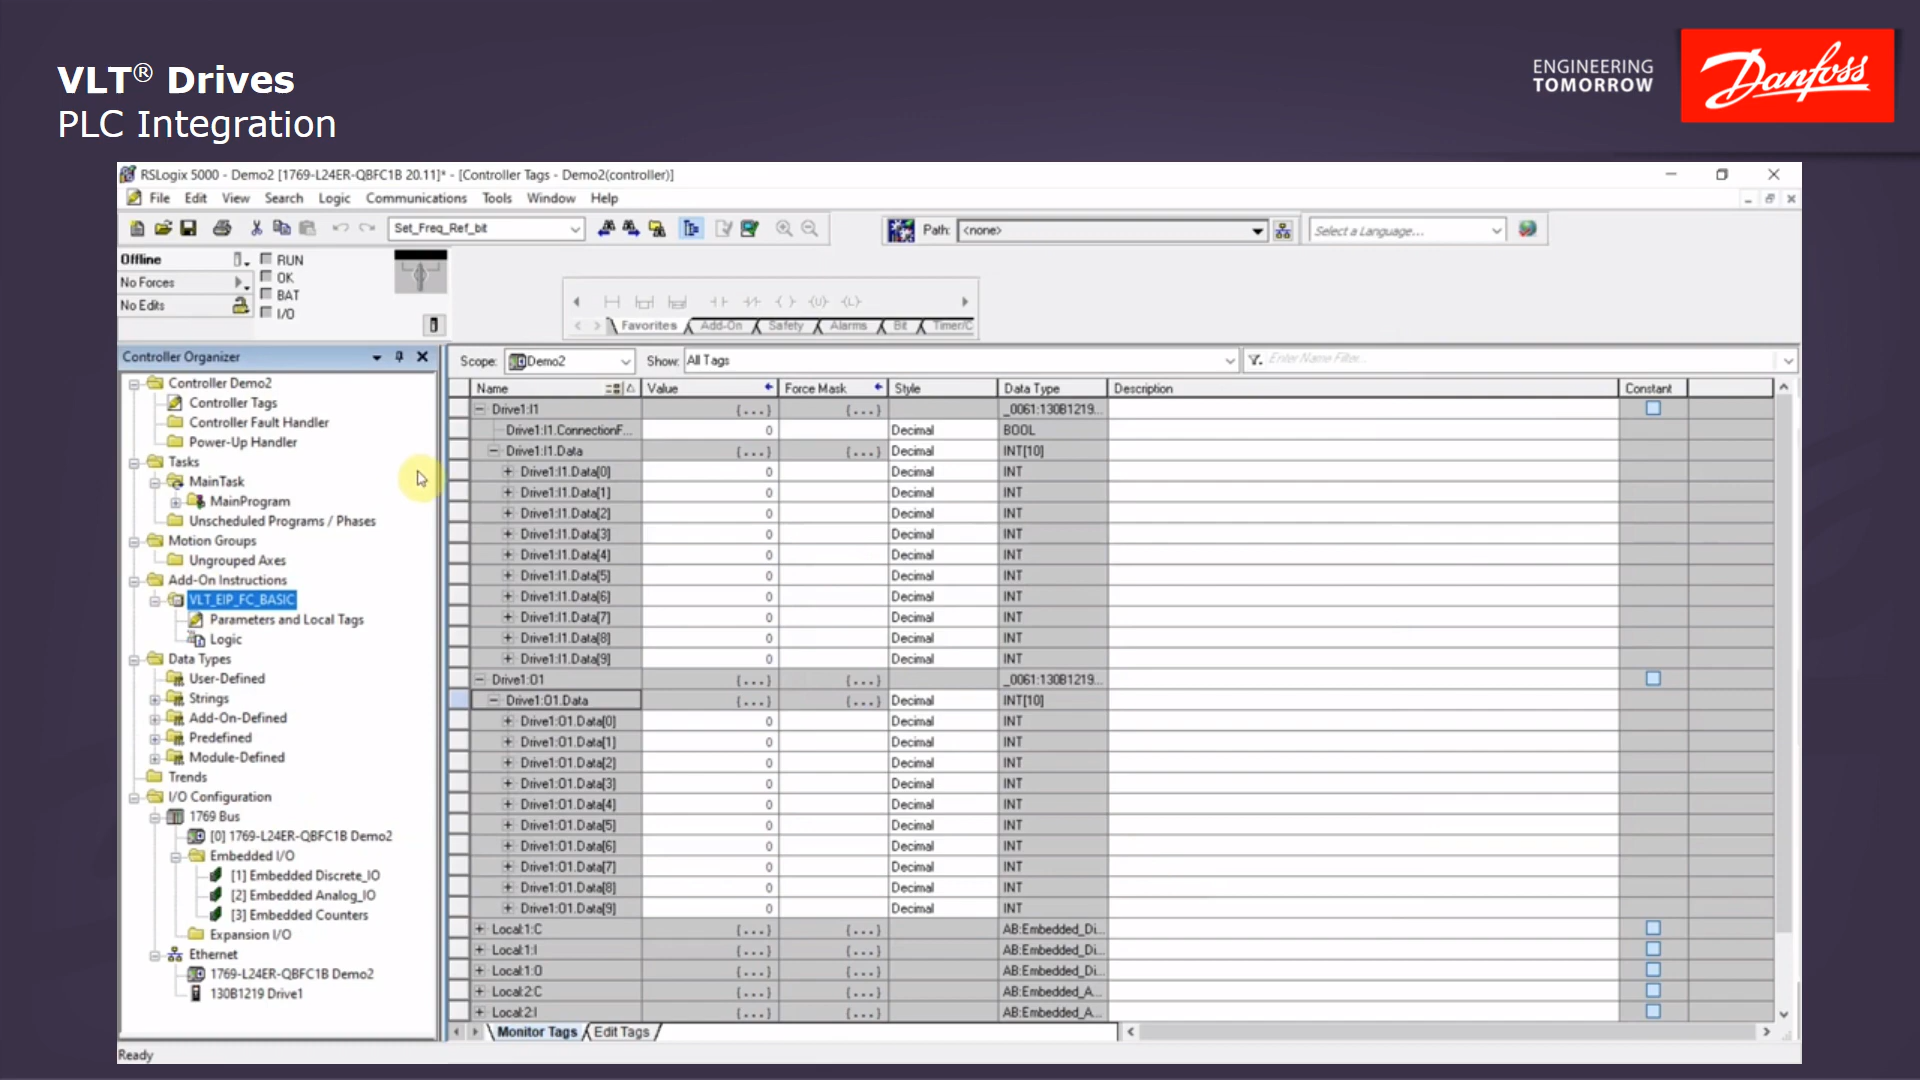 VLT® Drives
PLC Integration
ENGINEERING
TOMORROW
Danfoss
RSLogix 5000 - Demo2 [1769-L24ER-QBFC1B 20.11]* - [Controller Tags - Demo2(controller)]
File Edit View Search Logic Communications Tools Window Help
Set_Freq_Ref_bit
Path: <none>
Select a Language...
Offline
No Forces
No Edits
RUN
OK
BAT
I/O
Favorites Add-On Safety Alarms Bit Timer/C
Controller Organizer
Controller Demo2
Controller Tags
Controller Fault Handler
Power-Up Handler
Tasks
MainTask
MainProgram
Unscheduled Programs / Phases
Motion Groups
Ungrouped Axes
Add-On Instructions
VLT_EIP_FC_BASIC
Parameters and Local Tags
Logic
Data Types
User-Defined
Strings
Add-On-Defined
Predefined
Module-Defined
Trends
I/O Configuration
1769 Bus
[0] 1769-L24ER-QBFC1B Demo2
Embedded I/O
[1] Embedded Discrete_IO
[2] Embedded Analog_IO
[3] Embedded Counters
Expansion I/O
Ethernet
1769-L24ER-QBFC1B Demo2
130B1219 Drive1
Scope: Demo2 Show: All Tags Enter Name Filter...
Name Value Force Mask Style Data Type Description Constant
Drive1:I1 {...} {...} _0061:130B1219...
Drive1:I1.ConnectionF... 0 Decimal BOOL
Drive1:I1.Data {...} {...} Decimal INT[10]
Drive1:I1.Data[0] 0 Decimal INT
Drive1:I1.Data[1] 0 Decimal INT
Drive1:I1.Data[2] 0 Decimal INT
Drive1:I1.Data[3] 0 Decimal INT
Drive1:I1.Data[4] 0 Decimal INT
Drive1:I1.Data[5] 0 Decimal INT
Drive1:I1.Data[6] 0 Decimal INT
Drive1:I1.Data[7] 0 Decimal INT
Drive1:I1.Data[8] 0 Decimal INT
Drive1:I1.Data[9] 0 Decimal INT
Drive1:O1 {...} {...} _0061:130B1219...
Drive1:O1.Data {...} {...} Decimal INT[10]
Drive1:O1.Data[0] 0 Decimal INT
Drive1:O1.Data[1] 0 Decimal INT
Drive1:O1.Data[2] 0 Decimal INT
Drive1:O1.Data[3] 0 Decimal INT
Drive1:O1.Data[4] 0 Decimal INT
Drive1:O1.Data[5] 0 Decimal INT
Drive1:O1.Data[6] 0 Decimal INT
Drive1:O1.Data[7] 0 Decimal INT
Drive1:O1.Data[8] 0 Decimal INT
Drive1:O1.Data[9] 0 Decimal INT
Local:1:C {...} {...} AB:Embedded_Di...
Local:1:I {...} {...} AB:Embedded_Di...
Local:1:O {...} {...} AB:Embedded_Di...
Local:2:C {...} {...} AB:Embedded_A...
Local:2:I {...} {...} AB:Embedded_A...
Monitor Tags Edit Tags
Ready